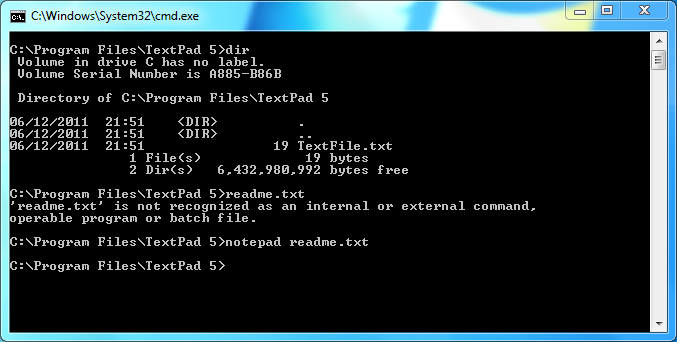 C:\Windows\System32\cmd.exe
C:\Program Files\TextPad 5>dir
Volume in drive C has no label.
Volume Serial Number is A885-B86B
Directory of C:\Program Files\TextPad 5
06/12/2011  21:51    <DIR>          .
06/12/2011  21:51    <DIR>          ..
06/12/2011  21:51                19 TextFile.txt
1 File(s)             19 bytes
2 Dir(s)   6,432,980,992 bytes free
C:\Program Files\TextPad 5>readme.txt
'readme.txt' is not recognized as an internal or external command,
operable program or batch file.
C:\Program Files\TextPad 5>notepad readme.txt
C:\Program Files\TextPad 5>